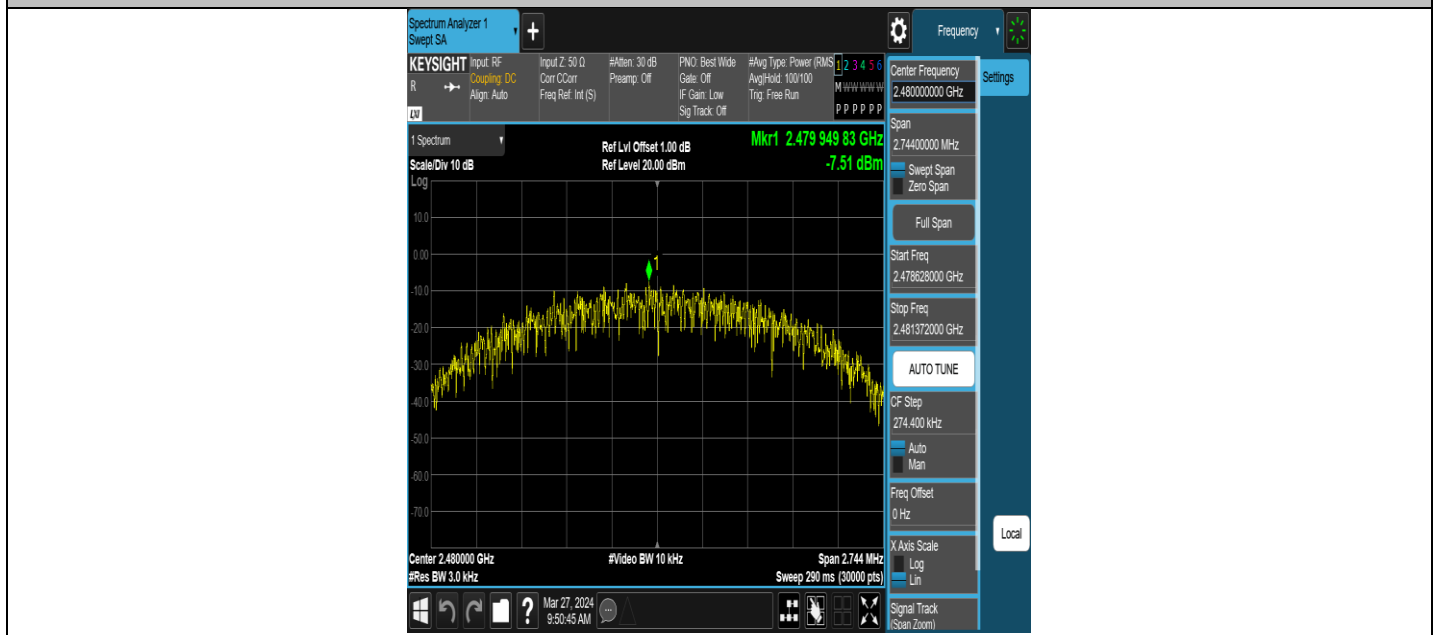 Spectrum Analyzer 1
Swept SA
+
Frequency
KEYSIGHT
R
LXI
Input: RF
Coupling: DC
Align: Auto
Input Z: 50 Ω
Corr CCorr
Freq Ref: Int (S)
#Atten: 30 dB
Preamp: Off
PNO: Best Wide
Gate: Off
IF Gain: Low
Sig Track: Off
#Avg Type: Power (RMS
Avg|Hold: 100/100
Trig: Free Run
1 2 3 4 5 6
M W W W W W
P P P P P P
1 Spectrum
Scale/Div 10 dB
Ref Lvl Offset 1.00 dB
Ref Level 20.00 dBm
Mkr1 2.479 949 83 GHz
-7.51 dBm
Log
10.0
0.00
-10.0
-20.0
-30.0
-40.0
-50.0
-60.0
-70.0
1
Center 2.480000 GHz
#Res BW 3.0 kHz
#Video BW 10 kHz
Span 2.744 MHz
Sweep 290 ms (30000 pts)
Center Frequency
2.480000000 GHz
Settings
Span
2.74400000 MHz
Swept Span
Zero Span
Full Span
Start Freq
2.478628000 GHz
Stop Freq
2.481372000 GHz
AUTO TUNE
CF Step
274.400 kHz
Auto
Man
Freq Offset
0 Hz
X Axis Scale
Log
Lin
Local
Signal Track
(Span Zoom)
?
Mar 27, 2024
9:50:45 AM